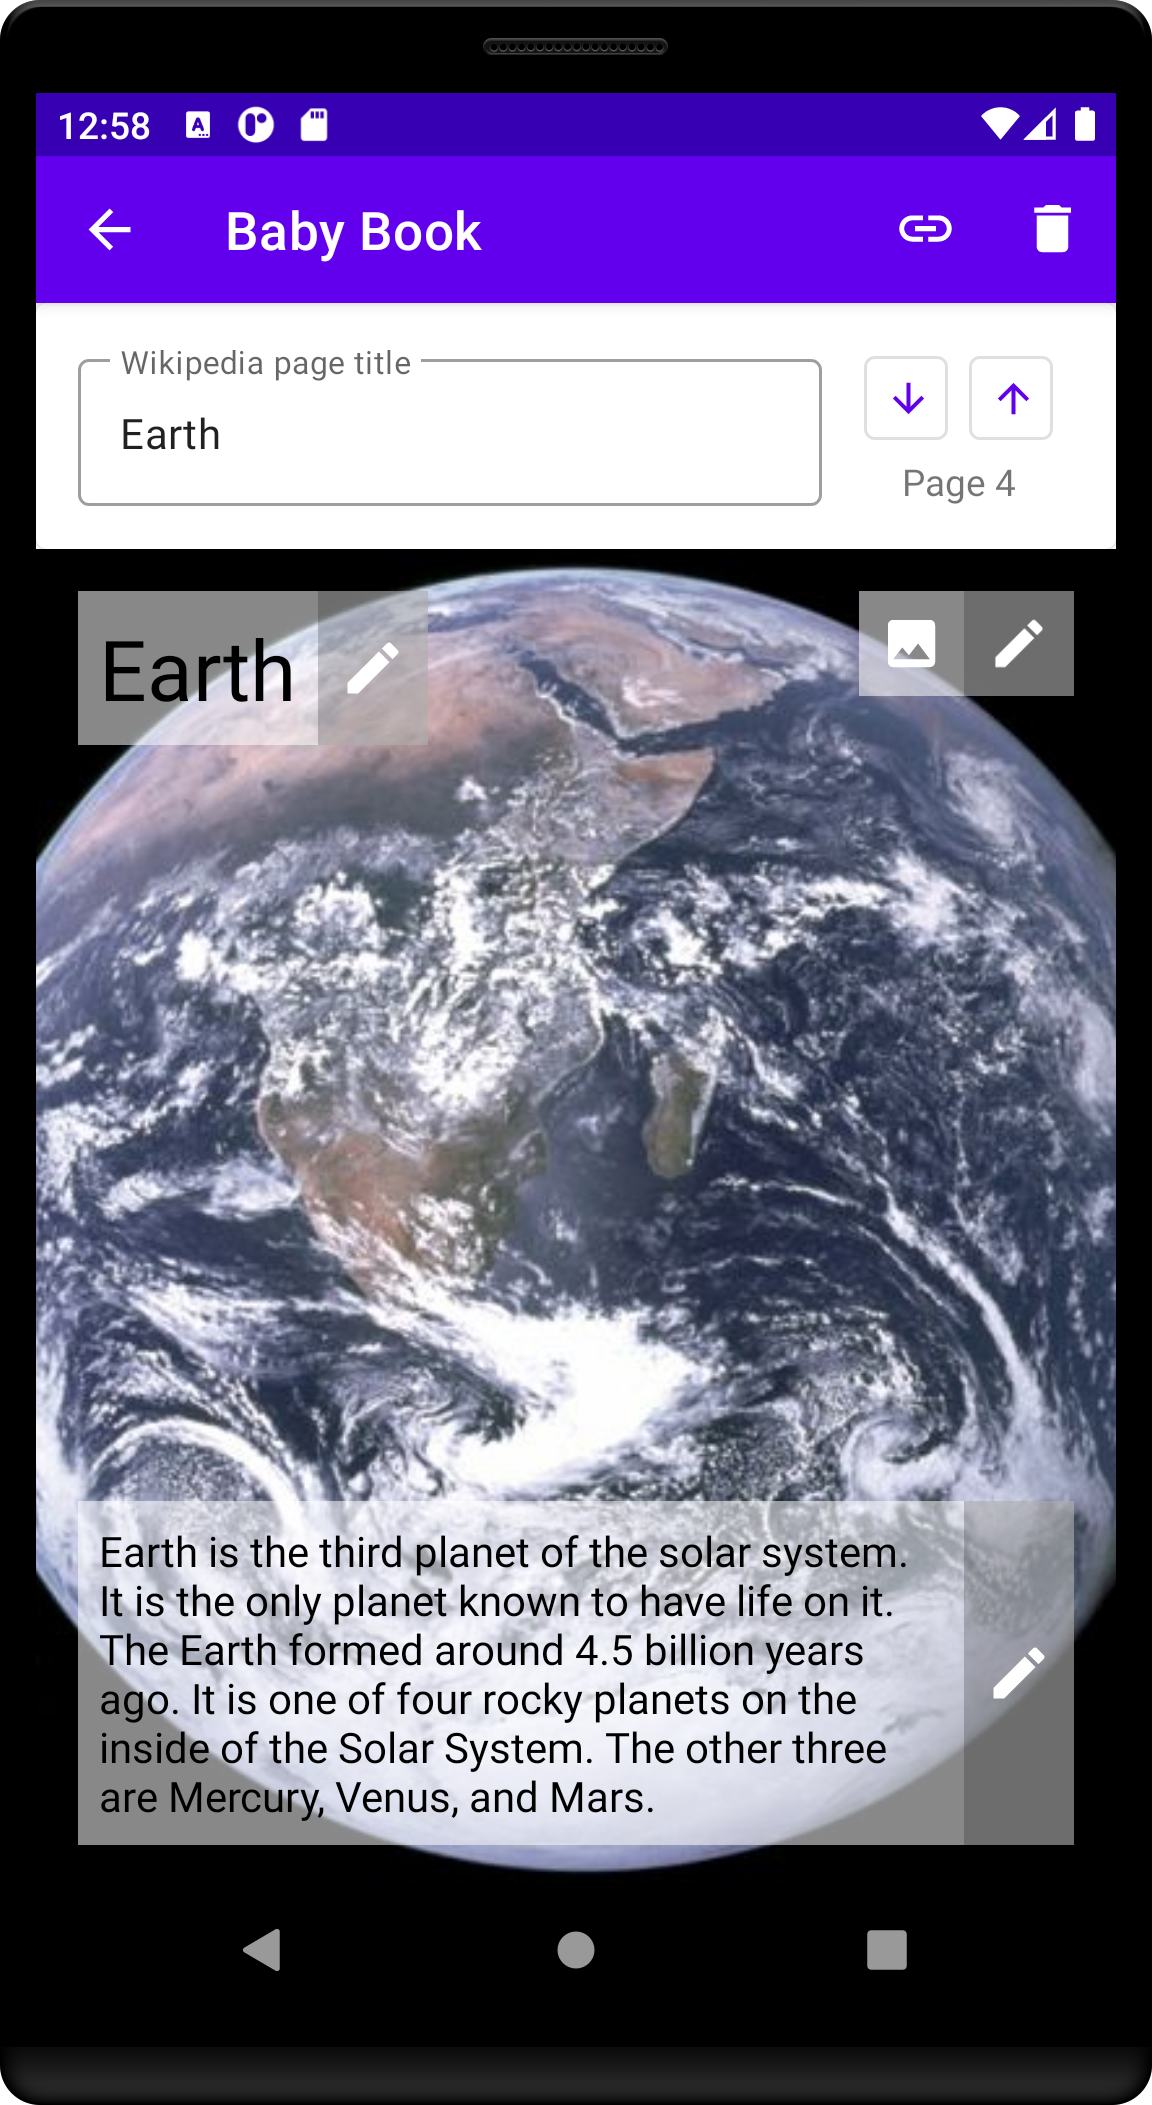 12:58
Baby Book
Wikipedia page title
Earth
Page 4
Earth
Earth is the third planet of the solar system.
It is the only planet known to have life on it.
The Earth formed around 4.5 billion years
ago. It is one of four rocky planets on the
inside of the Solar System. The other three
are Mercury, Venus, and Mars.